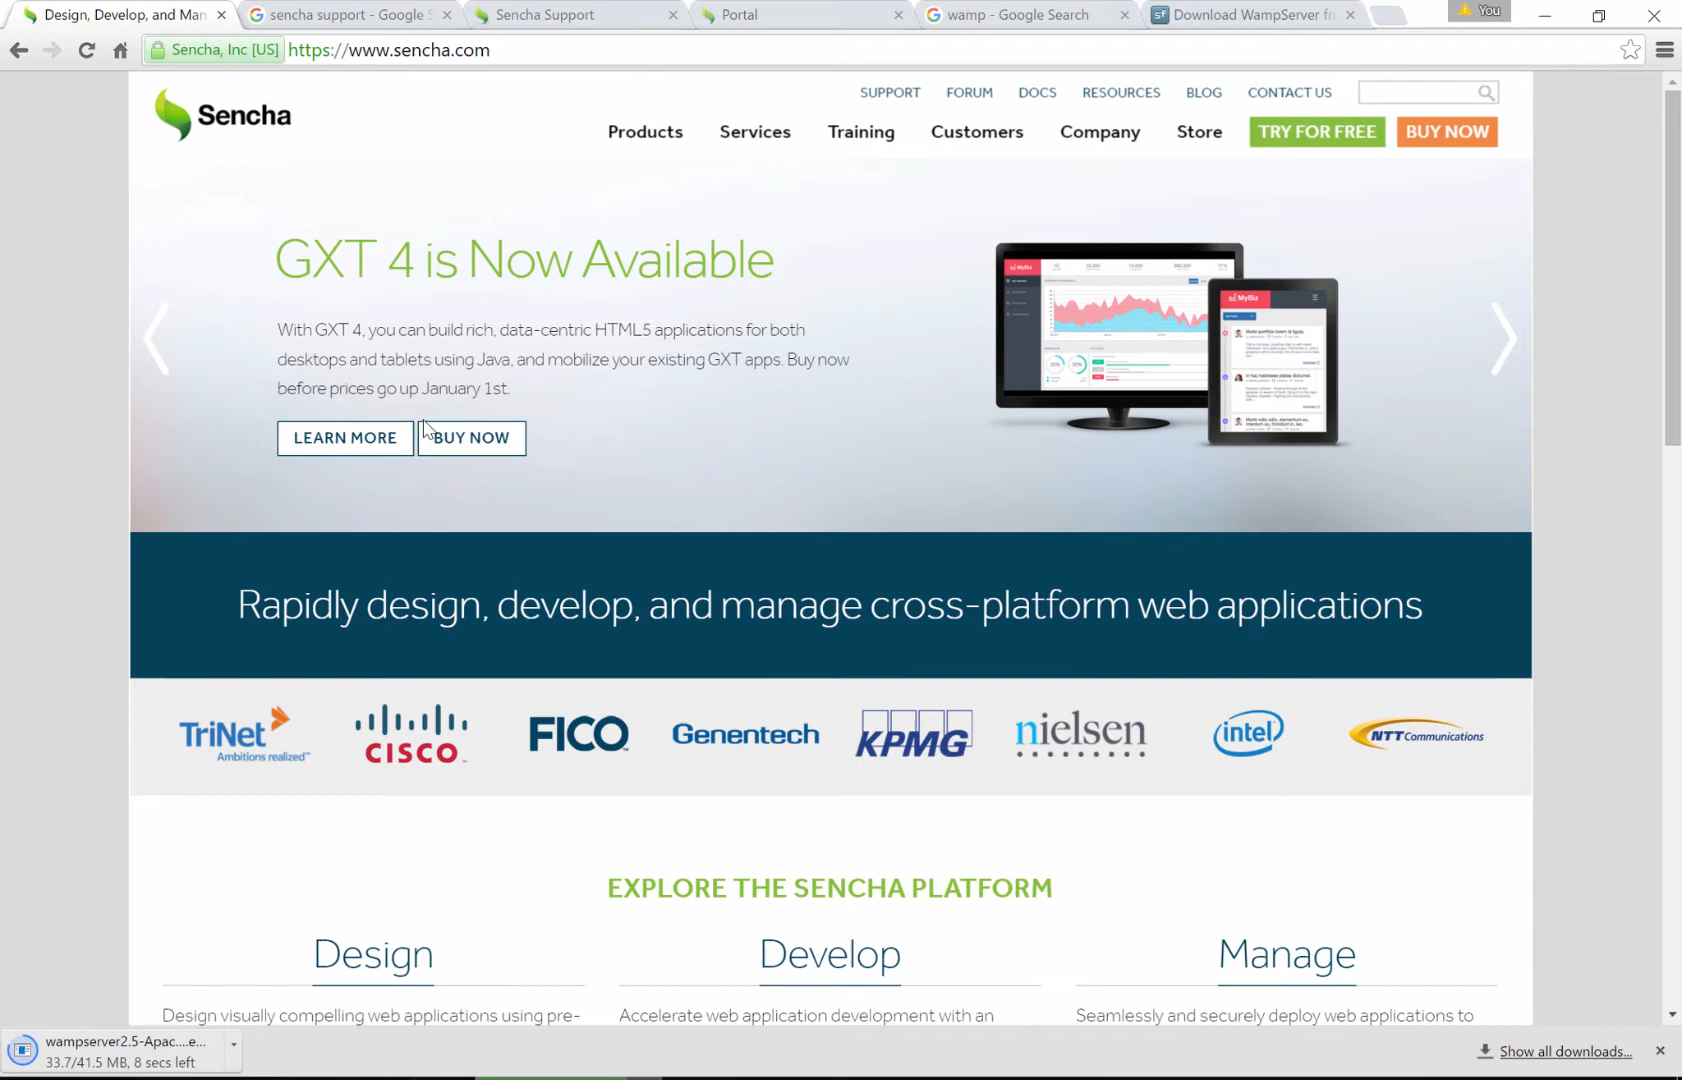 Design, Develop, and Man
sencha support - Google S
Sencha Support
Portal
wamp - Google Search
Download WampServer fr
You
Sencha, Inc [US]
https://www.sencha.com
Sencha
SUPPORT FORUM DOCS RESOURCES BLOG CONTACT US
Products Services Training Customers Company Store TRY FOR FREE BUY NOW
GXT 4 is Now Available
With GXT 4, you can build rich, data-centric HTML5 applications for both
desktops and tablets using Java, and mobilize your existing GXT apps. Buy now
before prices go up January 1st.
LEARN MORE BUY NOW
MyBiz
MyBiz
Rapidly design, develop, and manage cross-platform web applications
TriNet
Ambitions realized™
CISCO
FICO
Genentech
KPMG
nielsen
intel
NTT Communications
EXPLORE THE SENCHA PLATFORM
Design Develop Manage
Design visually compelling web applications using pre-
Accelerate web application development with an
Seamlessly and securely deploy web applications to
wampserver2.5-Apac....e...
33.7/41.5 MB, 8 secs left
Show all downloads...